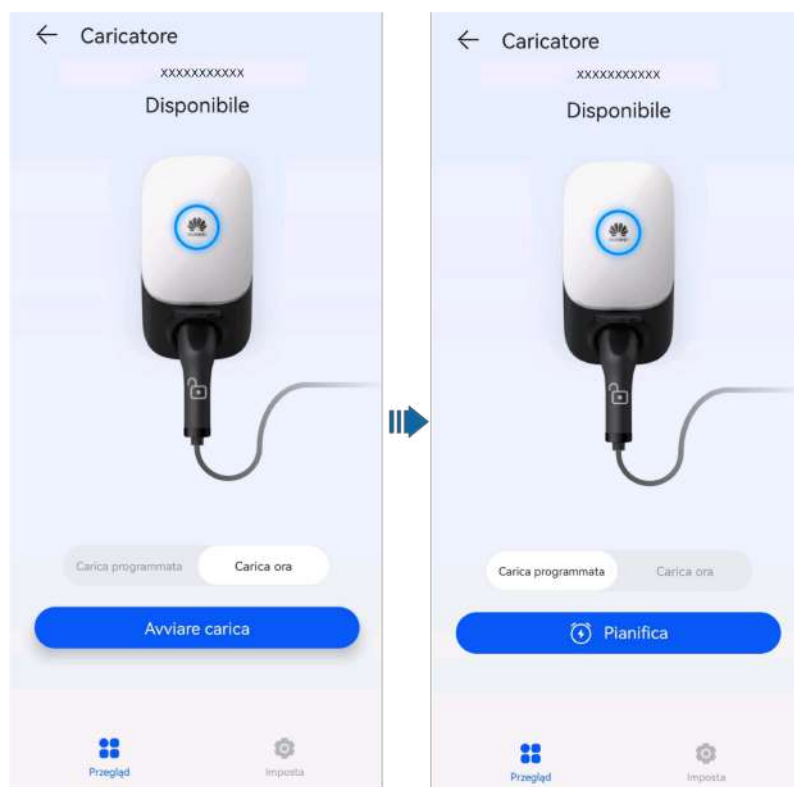 Caricatore
xxxxxxxxxxx
Disponibile
Carica programmata
Carica ora
Avviare carica
Przegląd
Imposta
Caricatore
xxxxxxxxxxx
Disponibile
Carica programmata
Carica ora
Pianifica
Przegląd
Imposta